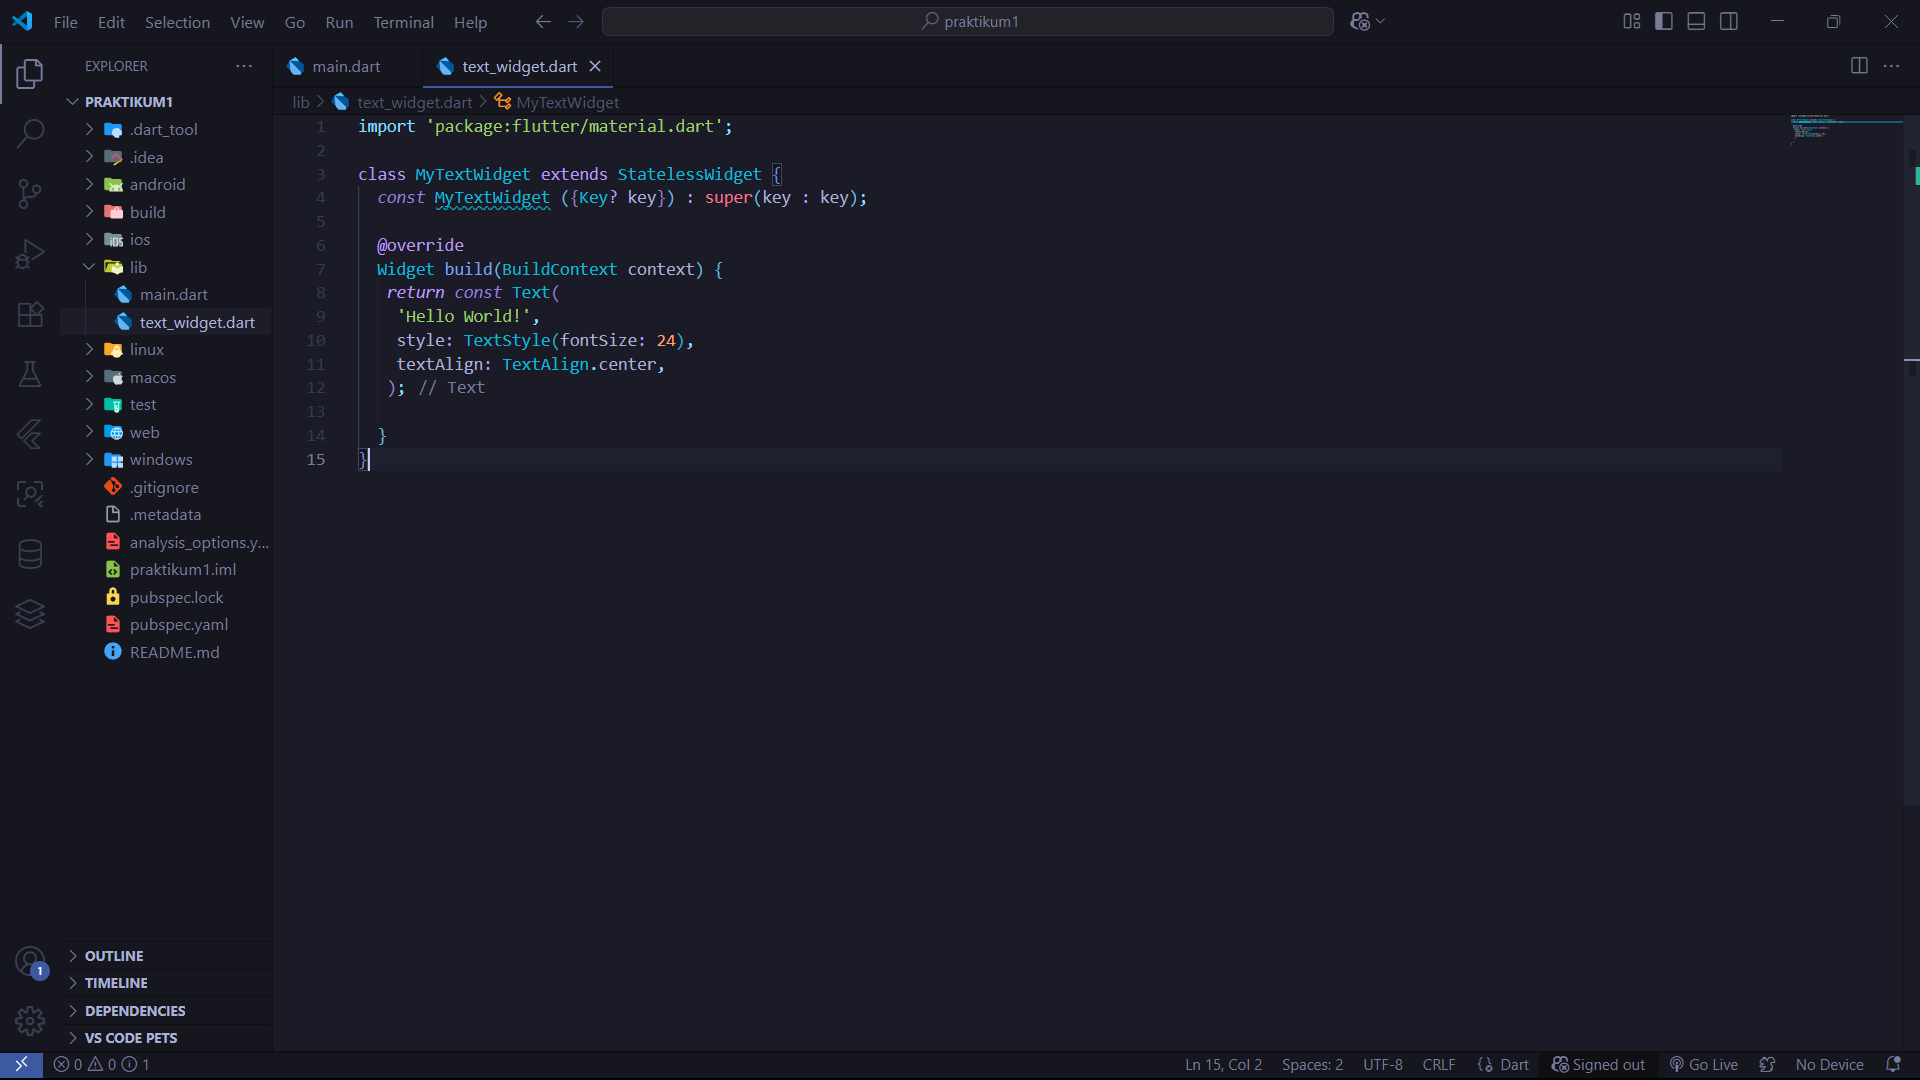 File Edit Selection View Go Run Terminal Help praktikum1
EXPLORER
main.dart text_widget.dart
PRAKTIKUM1
lib text_widget.dart MyTextWidget
.dart_tool
.idea
android
build
ios
lib
main.dart
text_widget.dart
linux
macos
test
web
windows
.gitignore
.metadata
analysis_options.y...
praktikum1.iml
pubspec.lock
pubspec.yaml
README.md
OUTLINE
TIMELINE
DEPENDENCIES
VS CODE PETS
1
1 import 'package:flutter/material.dart';
2
3 class MyTextWidget extends StatelessWidget {
4 const MyTextWidget ({Key? key}) : super(key : key);
5
6 @override
7 Widget build(BuildContext context) {
8 return const Text(
9 'Hello World!',
10 style: TextStyle(fontSize: 24),
11 textAlign: TextAlign.center,
12 ); // Text
13
14 }
15 }
0 0 1 Ln 15, Col 2 Spaces: 2 UTF-8 CRLF Dart Signed out Go Live No Device